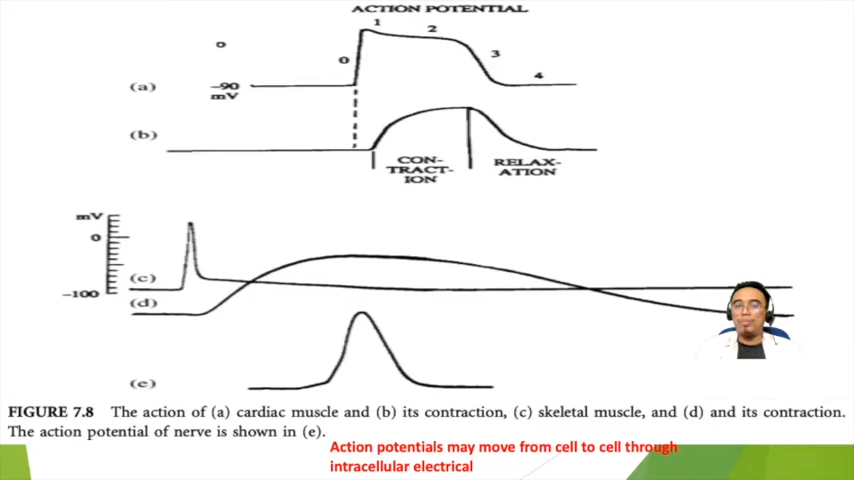 ACTION POTENTIAL
1
2
0
0
3
4
(a)
-90
mV
(b)
CON-
TRACT-
ION
RELAX-
ATION
mV
0
-100
(c)
(d)
(e)
FIGURE 7.8 The action of (a) cardiac muscle and (b) its contraction, (c) skeletal muscle, and (d) and its contraction.
The action potential of nerve is shown in (e).
Action potentials may move from cell to cell through
intracellular electrical